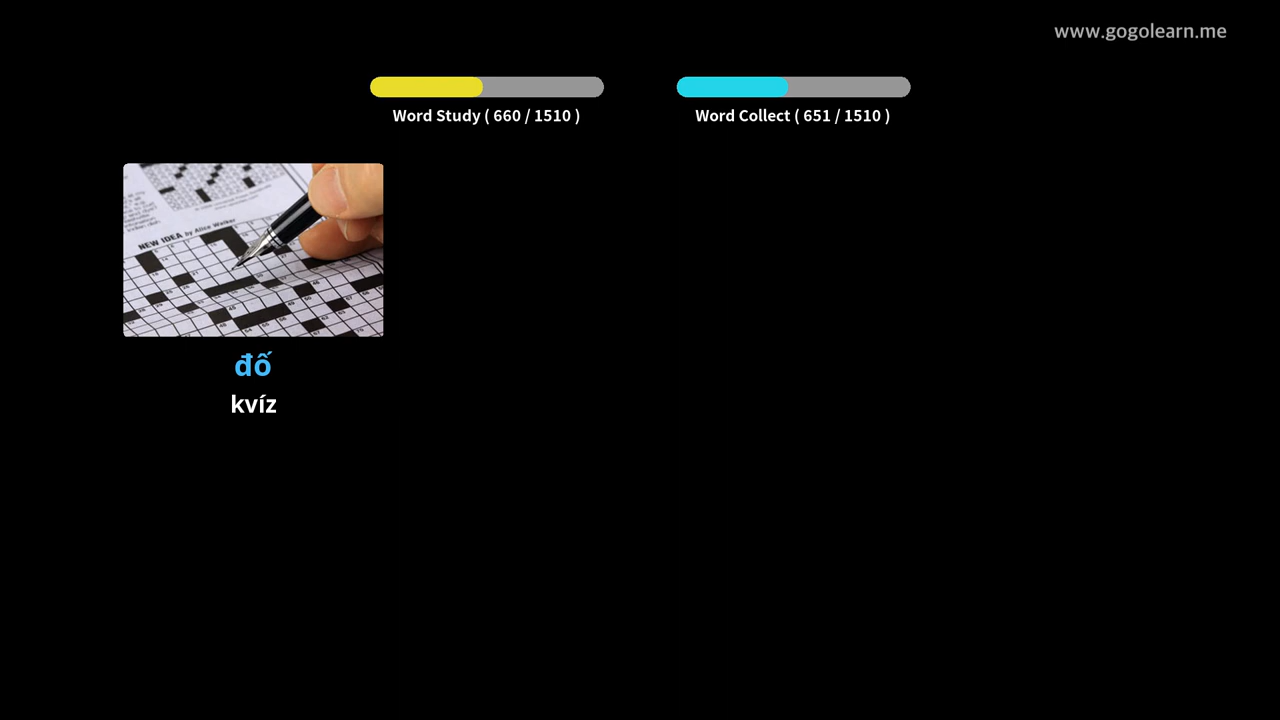 www.gogolearn.me
Word Study ( 660 / 1510 )
Word Collect ( 651 / 1510 )
NEW IDEA by Alice Walker
đố
kvíz